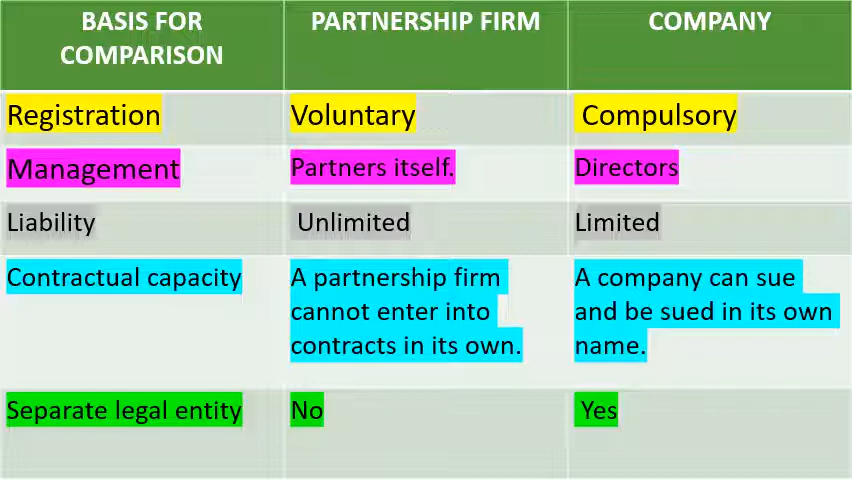 BASIS FOR COMPARISON PARTNERSHIP FIRM COMPANY
Registration Voluntary Compulsory
Management Partners itself. Directors
Liability Unlimited Limited
Contractual capacity A partnership firm A company can sue
cannot enter into and be sued in its own
contracts in its own. name.
Separate legal entity No Yes